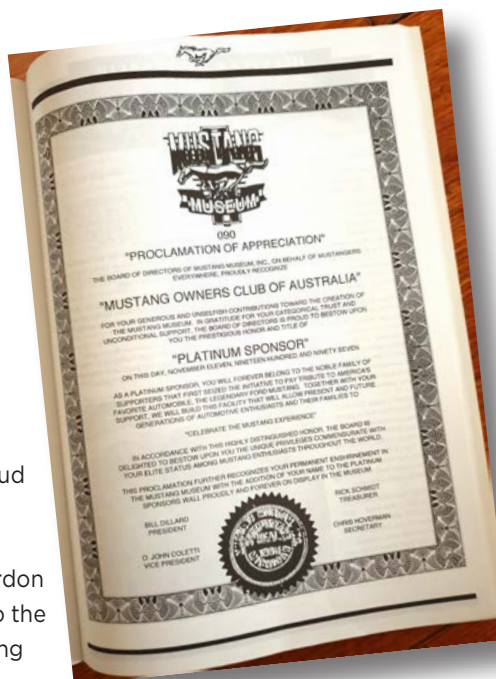 MUSTANG
MUSEUM
090
"PROCLAMATION OF APPRECIATION"
THE BOARD OF DIRECTORS OF MUSTANG MUSEUM, INC., ON BEHALF OF MUSTANGERS
EVERYWHERE, PROUDLY RECOGNIZE
"MUSTANG OWNERS CLUB OF AUSTRALIA"
FOR YOUR GENEROUS AND UNSELFISH CONTRIBUTIONS TOWARD THE CREATION OF
THE MUSTANG MUSEUM. IN GRATITUDE FOR YOUR CATEGORICAL TRUST AND
UNCONDITIONAL SUPPORT, THE BOARD OF DIRECTORS IS PROUD TO BESTOW UPON
YOU THE PRESTIGIOUS HONOR AND TITLE OF
"PLATINUM SPONSOR"
ON THIS DAY, NOVEMBER ELEVEN, NINETEEN HUNDRED AND NINETY SEVEN
AS A PLATINUM SPONSOR, YOU WILL FOREVER BELONG TO THE NOBLE FAMILY OF
SUPPORTERS THAT FIRST SEIZED THE INITIATIVE TO PAY TRIBUTE TO AMERICA'S
FAVORITE AUTOMOBILE, THE LEGENDARY FORD MUSTANG. TOGETHER WITH YOUR
SUPPORT, WE WILL BUILD THIS FACILITY THAT WILL ALLOW PRESENT AND FUTURE
GENERATIONS OF AUTOMOTIVE ENTHUSIASTS AND THEIR FAMILIES TO
"CELEBRATE THE MUSTANG EXPERIENCE"
IN ACCORDANCE WITH THIS HIGHLY DISTINGUISHED HONOR, THE BOARD IS
DELIGHTED TO BESTOW UPON YOU THE UNIQUE PRIVILEGES COMMENSURATE WITH
YOUR ELITE STATUS AMONG MUSTANG ENTHUSIASTS THROUGHOUT THE WORLD.
THIS PROCLAMATION FURTHER RECOGNIZES YOUR PERMANENT ENSHRINEMENT IN
THE MUSTANG MUSEUM WITH THE ADDITION OF YOUR NAME TO THE PLATINUM
SPONSORS WALL PROUDLY AND FOREVER ON DISPLAY IN THE MUSEUM.
BILL DILLARD
PRESIDENT
RICK SCHMIDT
TREASURER
O. JOHN COLETTI
VICE PRESIDENT
CHRIS HOVERMAN
SECRETARY
ud
rdon
o the
ng